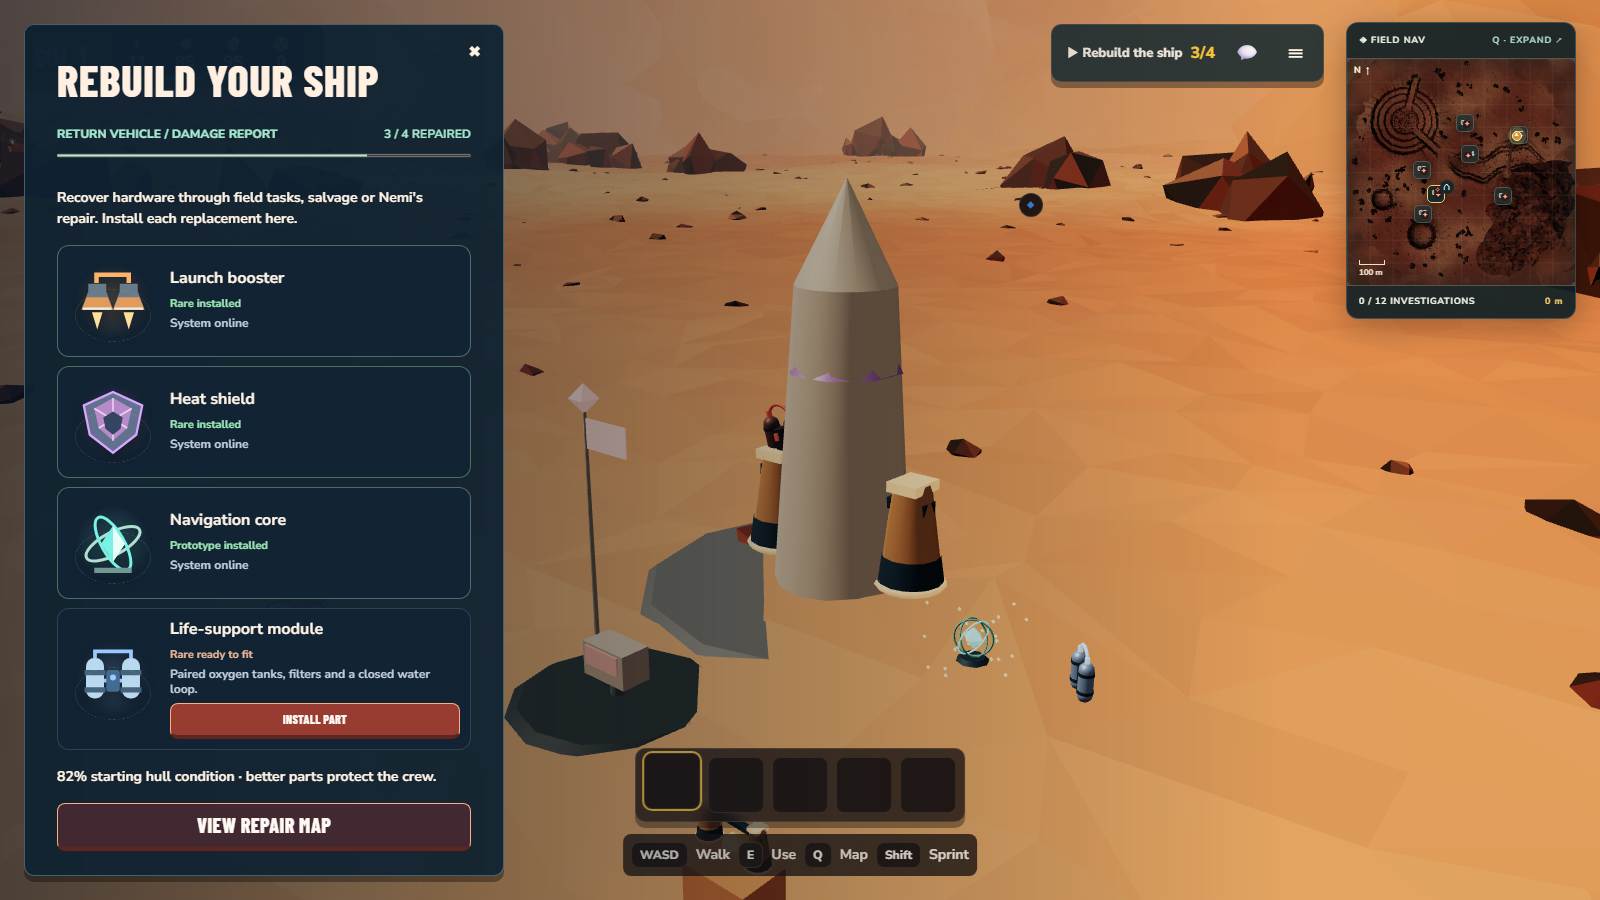 REBUILD YOUR SHIP
RETURN VEHICLE / DAMAGE REPORT
3 / 4 REPAIRED
Recover hardware through field tasks, salvage or Nemi's
repair. Install each replacement here.
Launch booster
Rare installed
System online
Heat shield
Rare installed
System online
Navigation core
Prototype installed
System online
Life-support module
Rare ready to fit
Paired oxygen tanks, filters and a closed water
loop.
INSTALL PART
82% starting hull condition · better parts protect the crew.
VIEW REPAIR MAP
Rebuild the ship 3/4
FIELD NAV
Q · EXPAND
N ↑
100 m
0 / 12 INVESTIGATIONS
0 m
WASD Walk E Use Q Map Shift Sprint